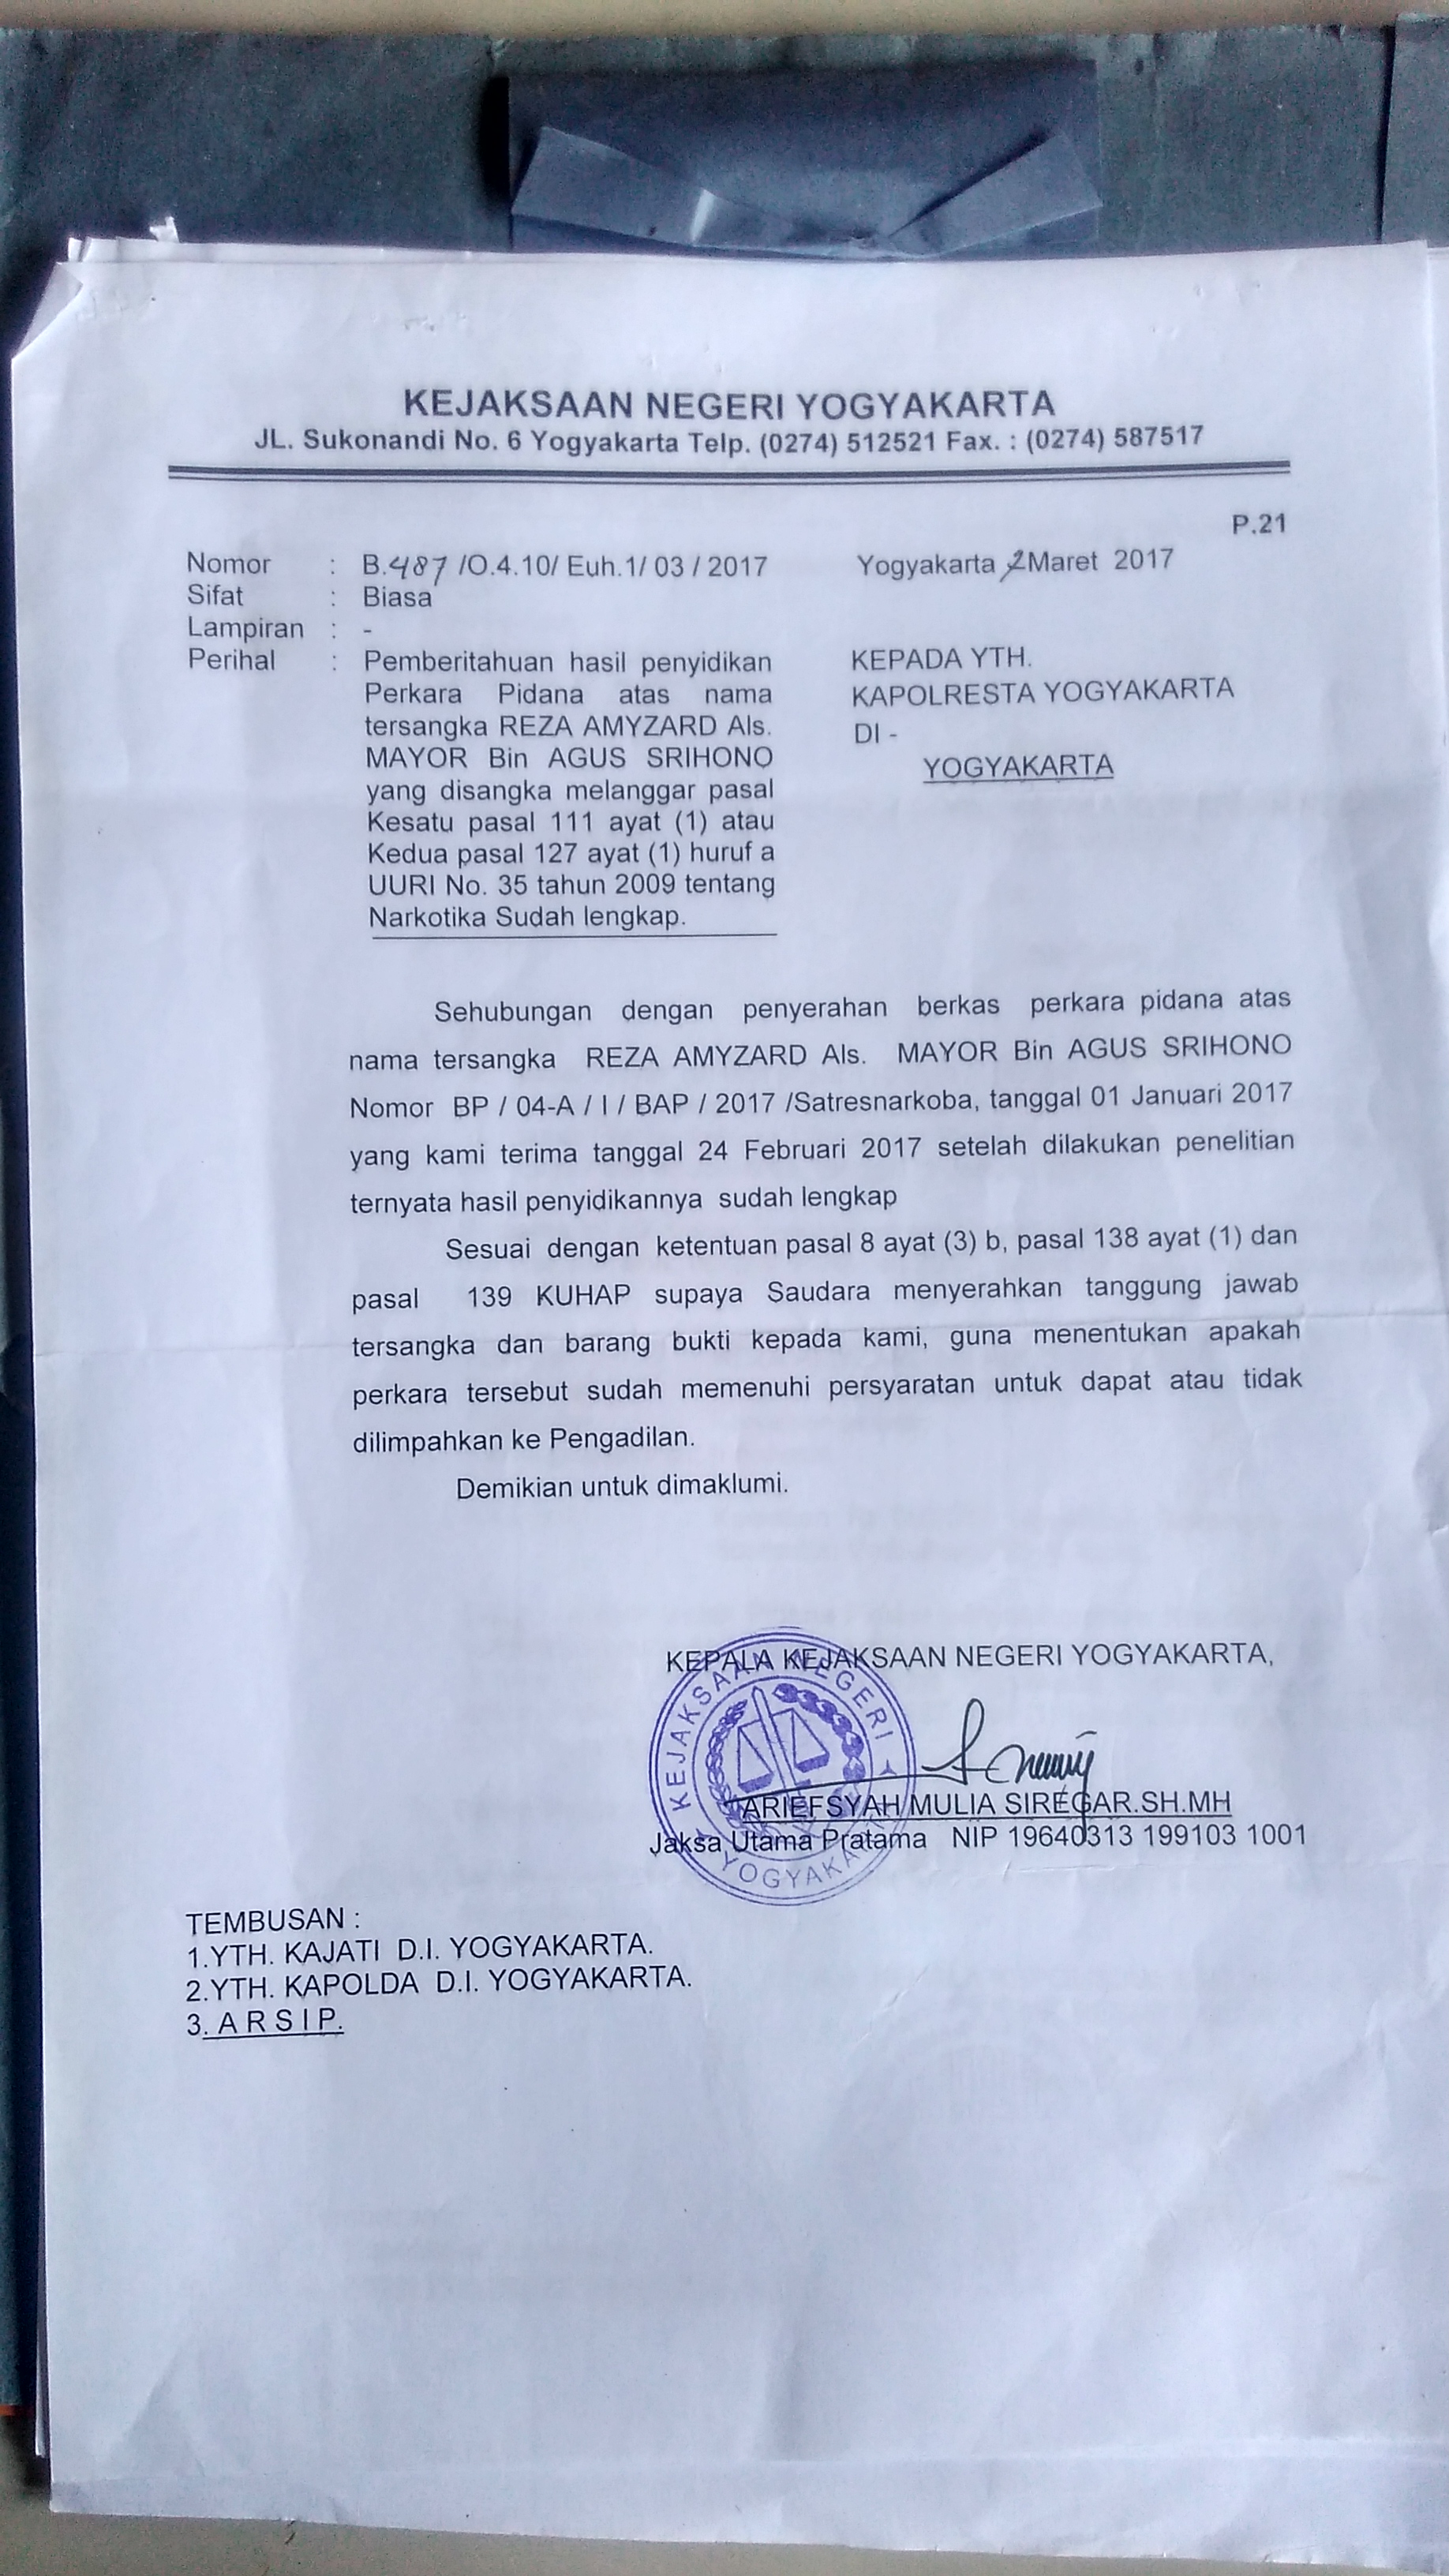 KEJAKSAAN NEGERI YOGYAKARTA
JL. Sukonandi No. 6 Yogyakarta Telp. (0274) 512521 Fax. : (0274) 587517
P.21
Nomor : B.487 /O.4.10/ Euh.1/ 03 / 2017
Sifat : Biasa
Lampiran : -
Perihal : Pemberitahuan hasil penyidikan
Perkara Pidana atas nama
tersangka REZA AMYZARD Als.
MAYOR Bin AGUS SRIHONO
yang disangka melanggar pasal
Kesatu pasal 111 ayat (1) atau
Kedua pasal 127 ayat (1) huruf a
UURI No. 35 tahun 2009 tentang
Narkotika Sudah lengkap.
Yogyakarta 2 Maret 2017
KEPADA YTH.
KAPOLRESTA YOGYAKARTA
DI -
YOGYAKARTA
Sehubungan dengan penyerahan berkas perkara pidana atas
nama tersangka REZA AMYZARD Als. MAYOR Bin AGUS SRIHONO
Nomor BP / 04-A / I / BAP / 2017 /Satresnarkoba, tanggal 01 Januari 2017
yang kami terima tanggal 24 Februari 2017 setelah dilakukan penelitian
ternyata hasil penyidikannya sudah lengkap
Sesuai dengan ketentuan pasal 8 ayat (3) b, pasal 138 ayat (1) dan
pasal 139 KUHAP supaya Saudara menyerahkan tanggung jawab
tersangka dan barang bukti kepada kami, guna menentukan apakah
perkara tersebut sudah memenuhi persyaratan untuk dapat atau tidak
dilimpahkan ke Pengadilan.
Demikian untuk dimaklumi.
KEPALA KEJAKSAAN NEGERI YOGYAKARTA,
KEJAKSAAN NEGERI
YOGYAKARTA
ARIEFSYAH MULIA SIREGAR.SH.MH
Jaksa Utama Pratama NIP 19640313 199103 1001
TEMBUSAN :
1.YTH. KAJATI D.I. YOGYAKARTA.
2.YTH. KAPOLDA D.I. YOGYAKARTA.
3. A R S I P.